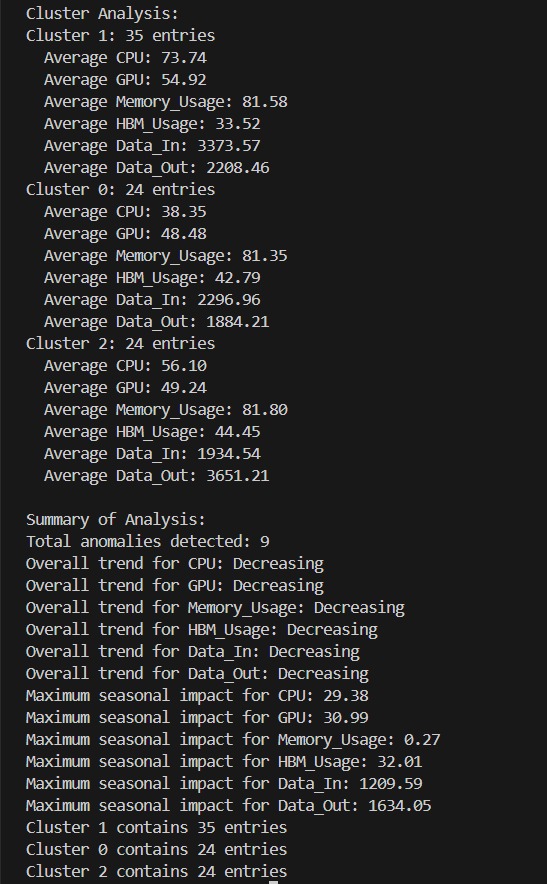 Cluster Analysis:
Cluster 1: 35 entries
Average CPU: 73.74
Average GPU: 54.92
Average Memory_Usage: 81.58
Average HBM_Usage: 33.52
Average Data_In: 3373.57
Average Data_Out: 2208.46
Cluster 0: 24 entries
Average CPU: 38.35
Average GPU: 48.48
Average Memory_Usage: 81.35
Average HBM_Usage: 42.79
Average Data_In: 2296.96
Average Data_Out: 1884.21
Cluster 2: 24 entries
Average CPU: 56.10
Average GPU: 49.24
Average Memory_Usage: 81.80
Average HBM_Usage: 44.45
Average Data_In: 1934.54
Average Data_Out: 3651.21

Summary of Analysis:
Total anomalies detected: 9
Overall trend for CPU: Decreasing
Overall trend for GPU: Decreasing
Overall trend for Memory_Usage: Decreasing
Overall trend for HBM_Usage: Decreasing
Overall trend for Data_In: Decreasing
Overall trend for Data_Out: Decreasing
Maximum seasonal impact for CPU: 29.38
Maximum seasonal impact for GPU: 30.99
Maximum seasonal impact for Memory_Usage: 0.27
Maximum seasonal impact for HBM_Usage: 32.01
Maximum seasonal impact for Data_In: 1209.59
Maximum seasonal impact for Data_Out: 1634.05
Cluster 1 contains 35 entries
Cluster 0 contains 24 entries
Cluster 2 contains 24 entries